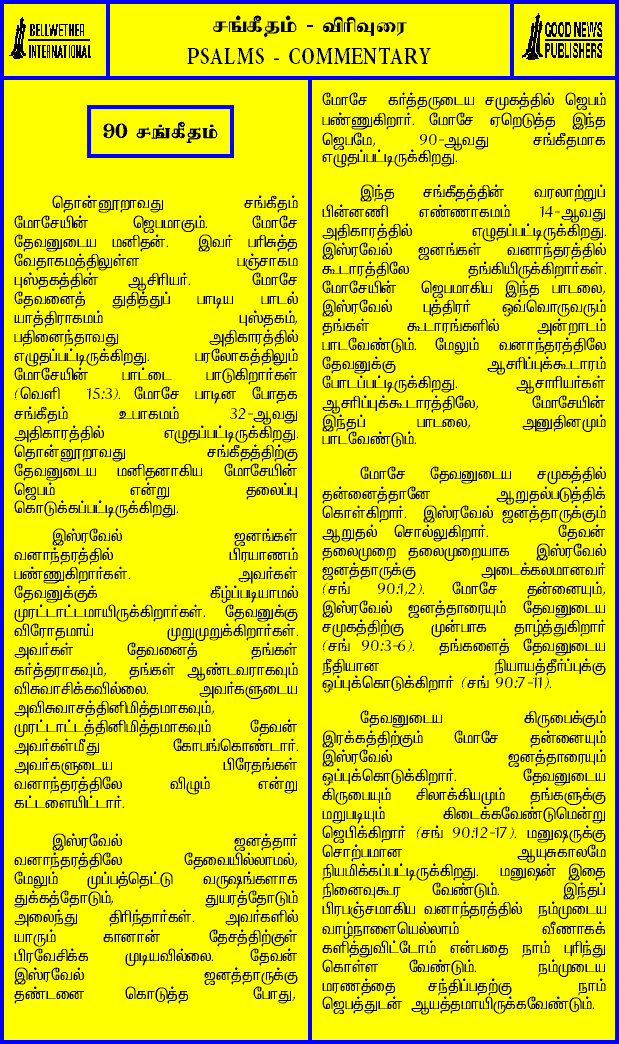 BELLWETHER
INTERNATIONAL
சங்கீதம் - விரிவுரை
PSALMS - COMMENTARY
GOOD NEWS
PUBLISHERS
90 சங்கீதம்
தொன்னூறாவது சங்கீதம்
மோசேயின் ஜெபமாகும். மோசே
தேவனுடைய மனிதன். இவர் பரிசுத்த
வேதாகமத்திலுள்ள பஞ்சாகம
புஸ்தகத்தின் ஆசிரியர். மோசே
தேவனைத் துதித்துப் பாடிய பாடல்
யாத்திராகமம் புஸ்தகம்,
பதினைந்தாவது அதிகாரத்தில்
எழுதப்பட்டிருக்கிறது. பரலோகத்திலும்
மோசேயின் பாட்டை பாடுகிறார்கள்
(வெளி 15:3). மோசே பாடின போதக
சங்கீதம் உபாகமம் 32-ஆவது
அதிகாரத்தில் எழுதப்பட்டிருக்கிறது.
தொன்னூறாவது சங்கீதத்திற்கு
தேவனுடைய மனிதனாகிய மோசேயின்
ஜெபம் என்று தலைப்பு
கொடுக்கப்பட்டிருக்கிறது.
இஸ்ரவேல் ஜனங்கள்
வனாந்தரத்தில் பிரயாணம்
பண்ணுகிறார்கள். அவர்கள்
தேவனுக்குக் கீழ்ப்படியாமல்
முரட்டாட்டமாயிருக்கிறார்கள். தேவனுக்கு
விரோதமாய் முறுமுறுக்கிறார்கள்.
அவர்கள் தேவனைத் தங்கள்
கர்த்தராகவும், தங்கள் ஆண்டவராகவும்
விசுவாசிக்கவில்லை. அவர்களுடைய
அவிசுவாசத்தினிமித்தமாகவும்,
முரட்டாட்டத்தினிமித்தமாகவும் தேவன்
அவர்கள்மீது கோபங்கொண்டார்.
அவர்களுடைய பிரேதங்கள்
வனாந்தரத்திலே விழும் என்று
கட்டளையிட்டார்.
இஸ்ரவேல் ஜனத்தார்
வனாந்தரத்திலே தேவையில்லாமல்,
மேலும் முப்பத்தெட்டு வருஷங்களாக
துக்கத்தோடும், துயரத்தோடும்
அலைந்து திரிந்தார்கள். அவர்களில்
யாரும் கானான் தேசத்திற்குள்
பிரவேசிக்க முடியவில்லை. தேவன்
இஸ்ரவேல் ஜனத்தாருக்கு
தண்டனை கொடுத்த போது,
மோசே கர்த்தருடைய சமுகத்தில் ஜெபம்
பண்ணுகிறார். மோசே ஏறெடுத்த இந்த
ஜெபமே, 90-ஆவது சங்கீதமாக
எழுதப்பட்டிருக்கிறது.
இந்த சங்கீதத்தின் வரலாற்றுப்
பின்னணி எண்ணாகமம் 14-ஆவது
அதிகாரத்தில் எழுதப்பட்டிருக்கிறது.
இஸ்ரவேல் ஜனங்கள் வனாந்தரத்தில்
கூடாரத்திலே தங்கியிருக்கிறார்கள்.
மோசேயின் ஜெபமாகிய இந்த பாடலை,
இஸ்ரவேல் புத்திரர் ஒவ்வொருவரும்
தங்கள் கூடாரங்களில் அன்றாடம்
பாடவேண்டும். மேலும் வனாந்தரத்திலே
தேவனுக்கு ஆசரிப்புக்கூடாரம்
போடப்பட்டிருக்கிறது. ஆசாரியர்கள்
ஆசரிப்புக்கூடாரத்திலே, மோசேயின்
இந்தப் பாடலை, அனுதினமும்
பாடவேண்டும்.
மோசே தேவனுடைய சமுகத்தில்
தன்னைத்தானே ஆறுதல்படுத்திக்
கொள்கிறார். இஸ்ரவேல் ஜனத்தாருக்கும்
ஆறுதல் சொல்லுகிறார். தேவன்
தலைமுறை தலைமுறையாக இஸ்ரவேல்
ஜனத்தாருக்கு அடைக்கலமானவர்
(சங் 90:1,2). மோசே தன்னையும்,
இஸ்ரவேல் ஜனத்தாரையும் தேவனுடைய
சமுகத்திற்கு முன்பாக தாழ்த்துகிறார்
(சங் 90:3-6). தங்களைத் தேவனுடைய
நீதியான நியாயத்தீர்ப்புக்கு
ஒப்புக்கொடுக்கிறார் (சங் 90:7-11).
தேவனுடைய கிருபைக்கும்
இரக்கத்திற்கும் மோசே தன்னையும்
இஸ்ரவேல் ஜனத்தாரையும்
ஒப்புக்கொடுக்கிறார். தேவனுடைய
கிருபையும் சிலாக்கியமும் தங்களுக்கு
மறுபடியும் கிடைக்கவேண்டுமென்று
ஜெபிக்கிறார் (சங் 90:12-17). மனுஷருக்கு
சொற்பமான ஆயுசுகாலமே
நியமிக்கப்பட்டிருக்கிறது. மனுஷன் இதை
நினைவுகூர வேண்டும். இந்தப்
பிரபஞ்சமாகிய வனாந்தரத்தில் நம்முடைய
வாழ்நாளையெல்லாம் வீணாகக்
களித்துவிட்டோம் என்பதை நாம் புரிந்து
கொள்ள வேண்டும். நம்முடைய
மரணத்தை சந்திப்பதற்கு நாம்
ஜெபத்துடன் ஆயத்தமாயிருக்கவேண்டும்.